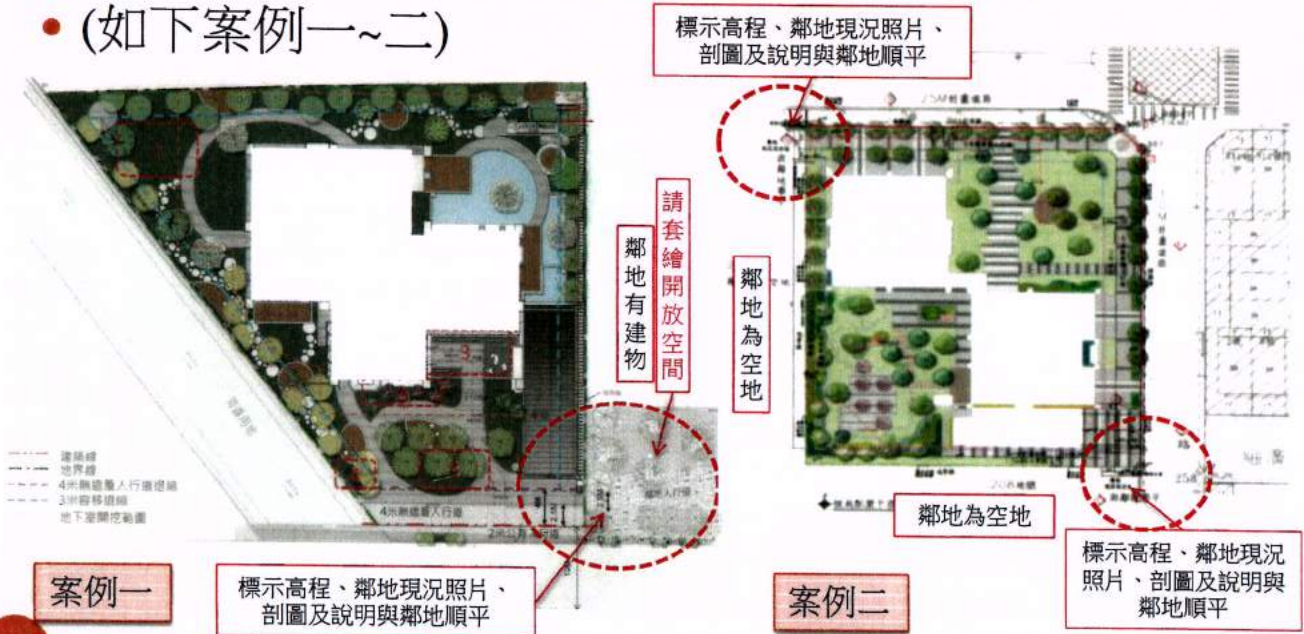 • (如下案例一~二)
標示高程、鄰地現況照片、
剖圖及說明與鄰地順平
請套繪開放空間
鄰地有建物
鄰地為空地
建築線
地界線
4米無遮簷人行道退縮
3米容移退縮
地下室開挖範圍
4米無遮簷人行道
鄰地人行道
鄰地為空地
案例一
標示高程、鄰地現況照片、
剖圖及說明與鄰地順平
案例二
標示高程、鄰地現況
照片、剖圖及說明與
鄰地順平